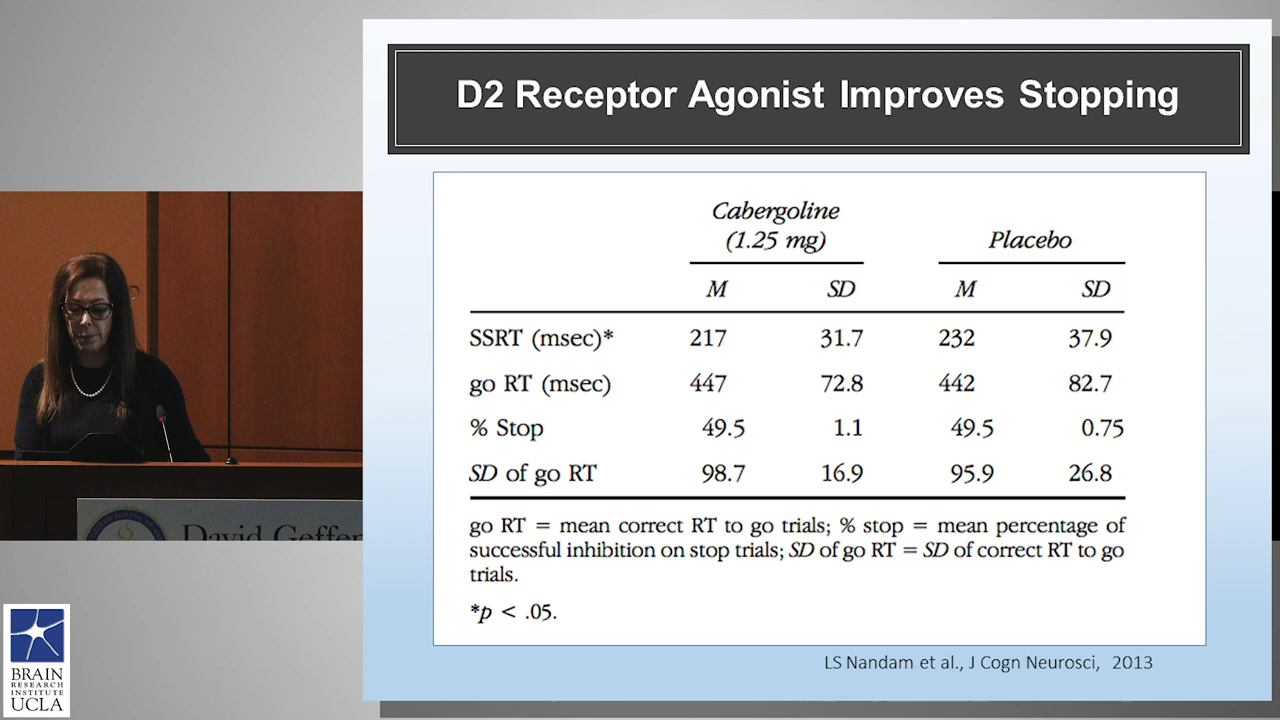 D2 Receptor Agonist Improves Stopping
Cabergoline
(1.25 mg) Placebo
M SD M SD
SSRT (msec)* 217 31.7 232 37.9
go RT (msec) 447 72.8 442 82.7
% Stop 49.5 1.1 49.5 0.75
SD of go RT 98.7 16.9 95.9 26.8
go RT = mean correct RT to go trials; % stop = mean percentage of
successful inhibition on stop trials; SD of go RT = SD of correct RT to go
trials.
*p < .05.
LS Nandam et al., J Cogn Neurosci, 2013
David Geffen
BRAIN
RESEARCH
INSTITUTE
UCLA